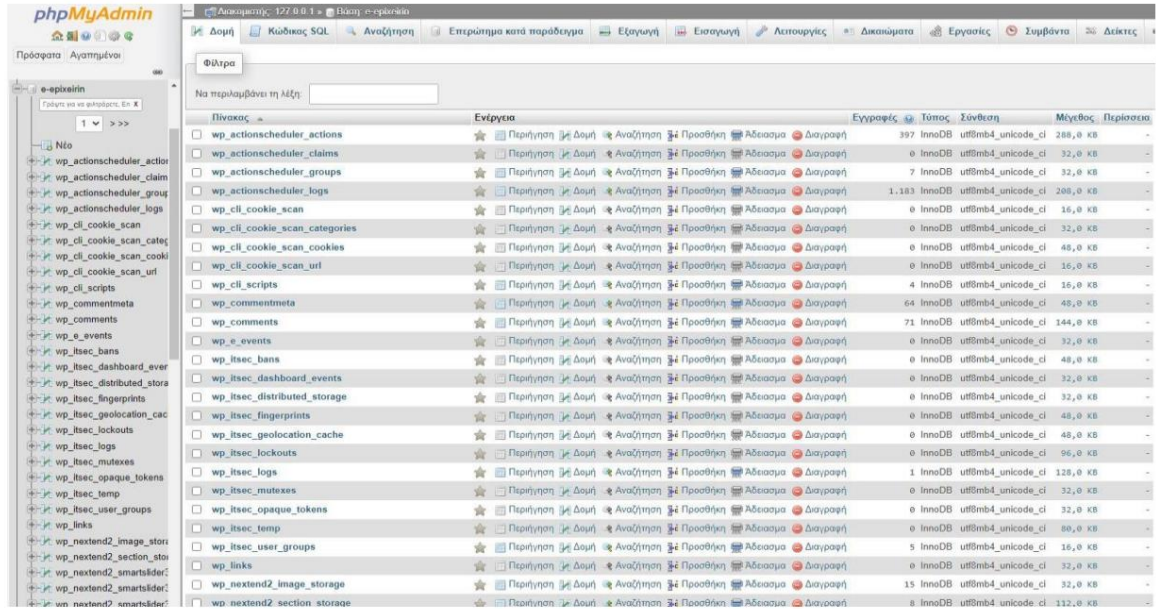 phpMyAdmin
Πρόσφατα Αγαπημένοι
e-epixeirin
Γράψτε για να φιλτράρετε, En X
1 > >>
Νέο
wp_actionscheduler_action
wp_actionscheduler_claim
wp_actionscheduler_group
wp_actionscheduler_logs
wp_cli_cookie_scan
wp_cli_cookie_scan_categ
wp_cli_cookie_scan_cooki
wp_cli_cookie_scan_url
wp_cli_scripts
wp_commentmeta
wp_comments
wp_e_events
wp_itsec_bans
wp_itsec_dashboard_ever
wp_itsec_distributed_stora
wp_itsec_fingerprints
wp_itsec_geolocation_cac
wp_itsec_lockouts
wp_itsec_logs
wp_itsec_mutexes
wp_itsec_opaque_tokens
wp_itsec_temp
wp_itsec_user_groups
wp_links
wp_nextend2_image_stora
wp_nextend2_section_stor
wp_nextend2_smartslider3
wp_nextend2_smartslider3
wp_nextend2_smartslider3
Διακομιστής: 127.0.0.1 » Βάση: e-epixeirin
Δομή Κώδικας SQL Αναζήτηση Επερώτημα κατά παράδειγμα Εξαγωγή Εισαγωγή Λειτουργίες Δικαιώματα Εργασίες Συμβάντα Δείκτες
Φίλτρα
Να περιλαμβάνει τη λέξη:
Πίνακας Ενέργεια Εγγραφές Τύπος Σύνθεση Μέγεθος Περίσσεια
wp_actionscheduler_actions Περιήγηση Δομή Αναζήτηση Προσθήκη Άδειασμα Διαγραφή 397 InnoDB utf8mb4_unicode_ci 288,0 KB -
wp_actionscheduler_claims Περιήγηση Δομή Αναζήτηση Προσθήκη Άδειασμα Διαγραφή 0 InnoDB utf8mb4_unicode_ci 32,0 KB -
wp_actionscheduler_groups Περιήγηση Δομή Αναζήτηση Προσθήκη Άδειασμα Διαγραφή 7 InnoDB utf8mb4_unicode_ci 32,0 KB -
wp_actionscheduler_logs Περιήγηση Δομή Αναζήτηση Προσθήκη Άδειασμα Διαγραφή 1.183 InnoDB utf8mb4_unicode_ci 208,0 KB -
wp_cli_cookie_scan Περιήγηση Δομή Αναζήτηση Προσθήκη Άδειασμα Διαγραφή 0 InnoDB utf8mb4_unicode_ci 16,0 KB -
wp_cli_cookie_scan_categories Περιήγηση Δομή Αναζήτηση Προσθήκη Άδειασμα Διαγραφή 0 InnoDB utf8mb4_unicode_ci 32,0 KB -
wp_cli_cookie_scan_cookies Περιήγηση Δομή Αναζήτηση Προσθήκη Άδειασμα Διαγραφή 0 InnoDB utf8mb4_unicode_ci 48,0 KB -
wp_cli_cookie_scan_url Περιήγηση Δομή Αναζήτηση Προσθήκη Άδειασμα Διαγραφή 0 InnoDB utf8mb4_unicode_ci 16,0 KB -
wp_cli_scripts Περιήγηση Δομή Αναζήτηση Προσθήκη Άδειασμα Διαγραφή 4 InnoDB utf8mb4_unicode_ci 16,0 KB -
wp_commentmeta Περιήγηση Δομή Αναζήτηση Προσθήκη Άδειασμα Διαγραφή 64 InnoDB utf8mb4_unicode_ci 48,0 KB -
wp_comments Περιήγηση Δομή Αναζήτηση Προσθήκη Άδειασμα Διαγραφή 71 InnoDB utf8mb4_unicode_ci 144,0 KB -
wp_e_events Περιήγηση Δομή Αναζήτηση Προσθήκη Άδειασμα Διαγραφή 0 InnoDB utf8mb4_unicode_ci 32,0 KB -
wp_itsec_bans Περιήγηση Δομή Αναζήτηση Προσθήκη Άδειασμα Διαγραφή 0 InnoDB utf8mb4_unicode_ci 48,0 KB -
wp_itsec_dashboard_events Περιήγηση Δομή Αναζήτηση Προσθήκη Άδειασμα Διαγραφή 0 InnoDB utf8mb4_unicode_ci 32,0 KB -
wp_itsec_distributed_storage Περιήγηση Δομή Αναζήτηση Προσθήκη Άδειασμα Διαγραφή 0 InnoDB utf8mb4_unicode_ci 32,0 KB -
wp_itsec_fingerprints Περιήγηση Δομή Αναζήτηση Προσθήκη Άδειασμα Διαγραφή 0 InnoDB utf8mb4_unicode_ci 48,0 KB -
wp_itsec_geolocation_cache Περιήγηση Δομή Αναζήτηση Προσθήκη Άδειασμα Διαγραφή 0 InnoDB utf8mb4_unicode_ci 48,0 KB -
wp_itsec_lockouts Περιήγηση Δομή Αναζήτηση Προσθήκη Άδειασμα Διαγραφή 0 InnoDB utf8mb4_unicode_ci 96,0 KB -
wp_itsec_logs Περιήγηση Δομή Αναζήτηση Προσθήκη Άδειασμα Διαγραφή 1 InnoDB utf8mb4_unicode_ci 128,0 KB -
wp_itsec_mutexes Περιήγηση Δομή Αναζήτηση Προσθήκη Άδειασμα Διαγραφή 0 InnoDB utf8mb4_unicode_ci 32,0 KB -
wp_itsec_opaque_tokens Περιήγηση Δομή Αναζήτηση Προσθήκη Άδειασμα Διαγραφή 0 InnoDB utf8mb4_unicode_ci 32,0 KB -
wp_itsec_temp Περιήγηση Δομή Αναζήτηση Προσθήκη Άδειασμα Διαγραφή 0 InnoDB utf8mb4_unicode_ci 80,0 KB -
wp_itsec_user_groups Περιήγηση Δομή Αναζήτηση Προσθήκη Άδειασμα Διαγραφή 5 InnoDB utf8mb4_unicode_ci 16,0 KB -
wp_links Περιήγηση Δομή Αναζήτηση Προσθήκη Άδειασμα Διαγραφή 0 InnoDB utf8mb4_unicode_ci 32,0 KB -
wp_nextend2_image_storage Περιήγηση Δομή Αναζήτηση Προσθήκη Άδειασμα Διαγραφή 15 InnoDB utf8mb4_unicode_ci 32,0 KB -
wp_nextend2_section_storage Περιήγηση Δομή Αναζήτηση Προσθήκη Άδειασμα Διαγραφή 8 InnoDB utf8mb4_unicode_ci 112,0 KB -